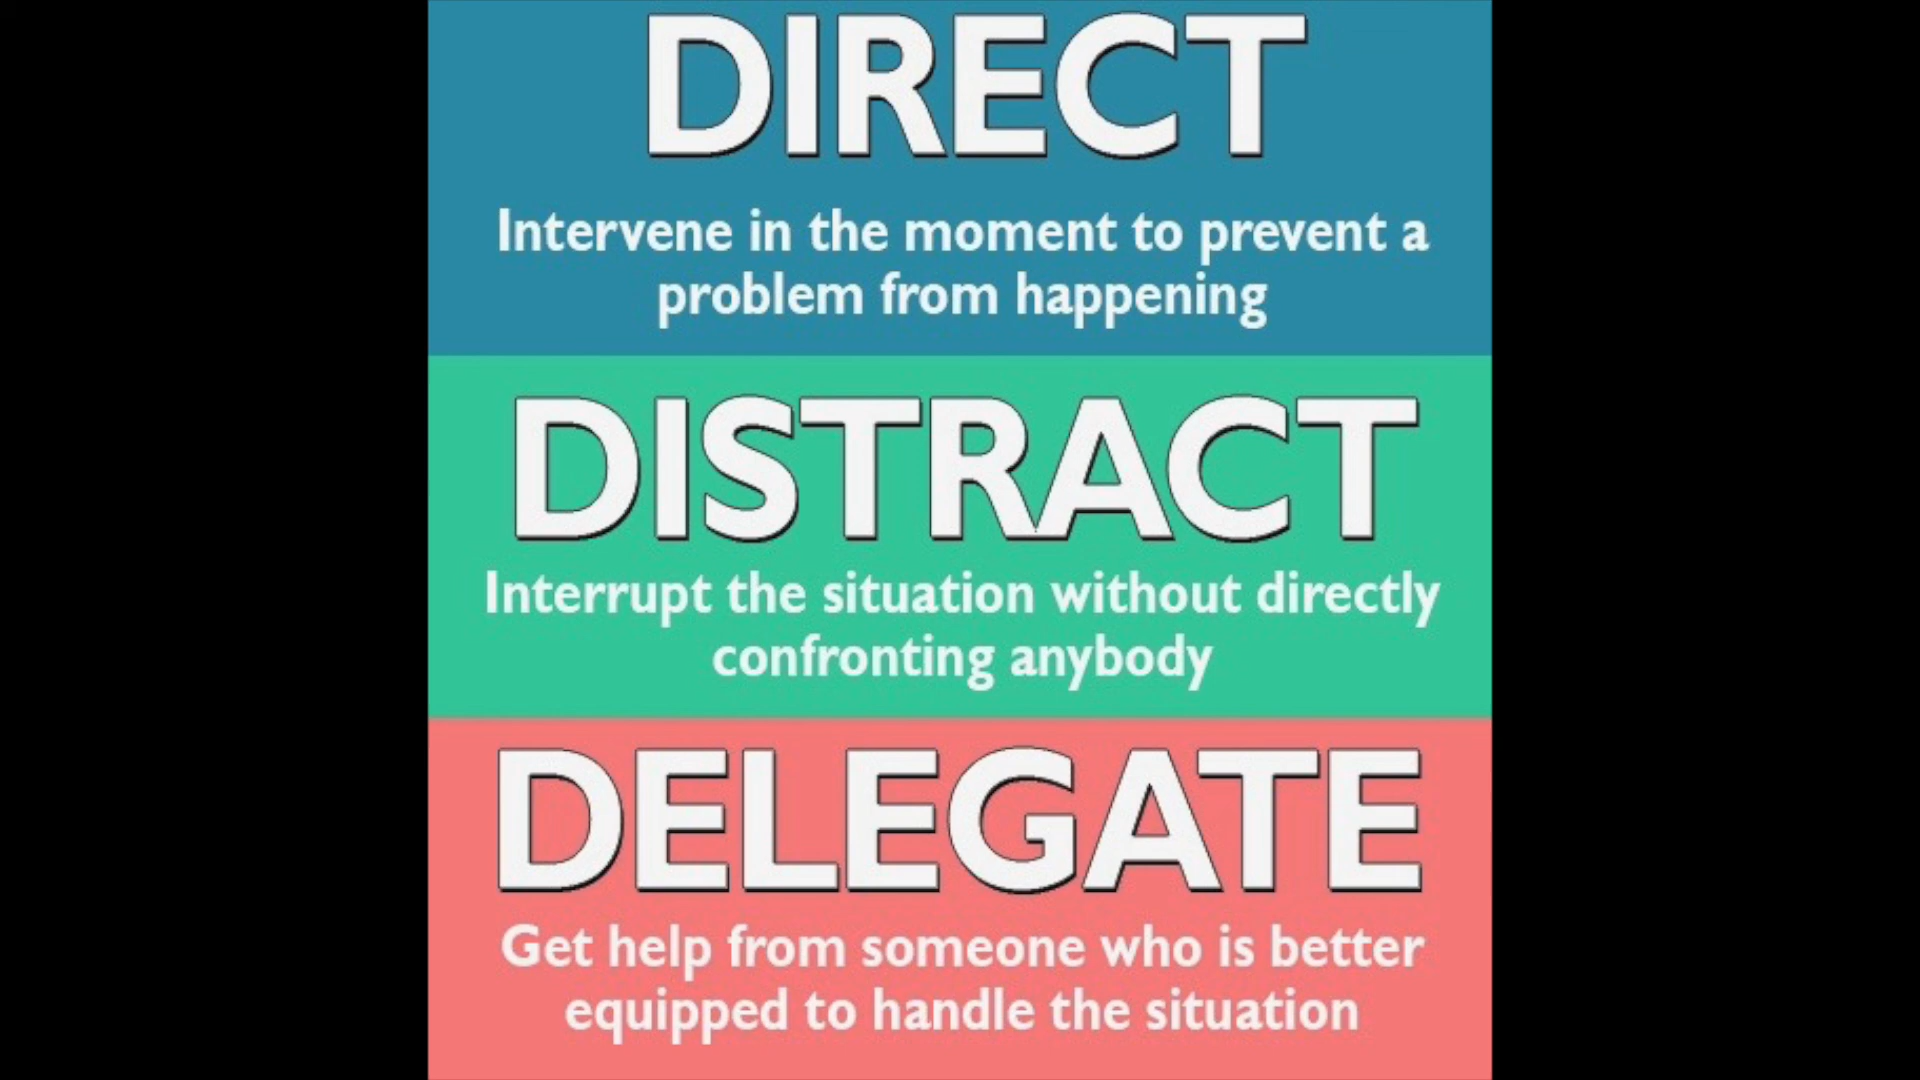 DIRECT
Intervene in the moment to prevent a
problem from happening
DISTRACT
Interrupt the situation without directly
confronting anybody
DELEGATE
Get help from someone who is better
equipped to handle the situation